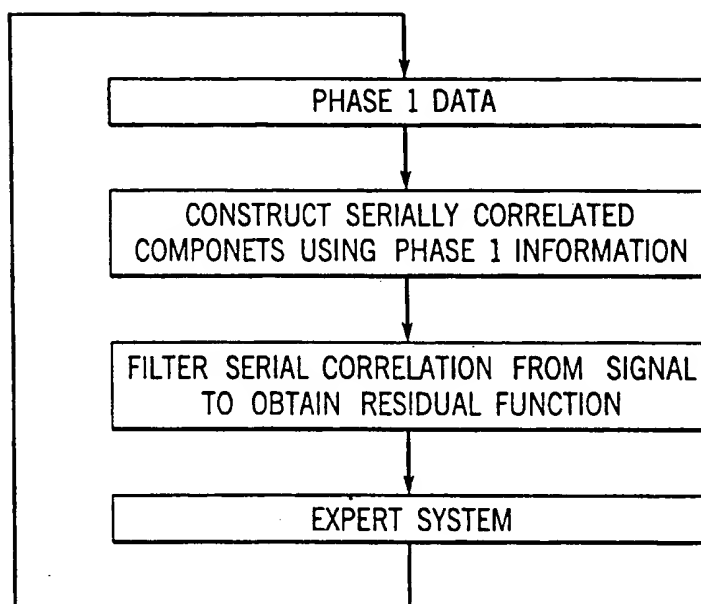 PHASE 1 DATA
CONSTRUCT SERIALLY CORRELATED
COMPONETS USING PHASE 1 INFORMATION
FILTER SERIAL CORRELATION FROM SIGNAL
TO OBTAIN RESIDUAL FUNCTION
EXPERT SYSTEM